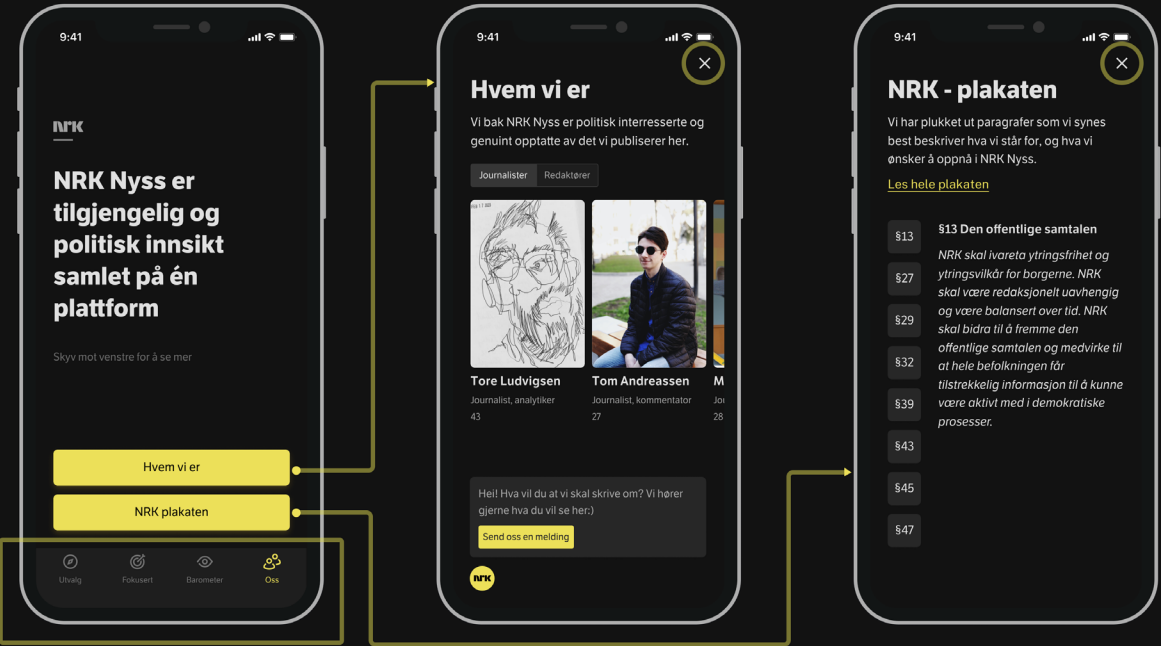 9:41
nrk
NRK Nyss er
tilgjengelig og
politisk innsikt
samlet på én
plattform
Skyv mot venstre for å se mer
Hvem vi er
NRK plakaten
Utvalg
Fokusert
Barometer
Oss
9:41
Hvem vi er
Vi bak NRK Nyss er politisk interresserte og
genuint opptatte av det vi publiserer her.
Journalister
Redaktører
Tore Ludvigsen
Journalist, analytiker
43
Tom Andreassen
Journalist, kommentator
27
M
Jou
28
Hei! Hva vil du at vi skal skrive om? Vi hører
gjerne hva du vil se her:)
Send oss en melding
nrk
9:41
NRK - plakaten
Vi har plukket ut paragrafer som vi synes
best beskriver hva vi står for, og hva vi
ønsker å oppnå i NRK Nyss.
Les hele plakaten
§13
§27
§29
§32
§39
§43
§45
§47
§13 Den offentlige samtalen
NRK skal ivareta ytringsfrihet og
ytringsvilkår for borgerne. NRK
skal være redaksjonelt uavhengig
og være balansert over tid. NRK
skal bidra til å fremme den
offentlige samtalen og medvirke til
at hele befolkningen får
tilstrekkelig informasjon til å kunne
være aktivt med i demokratiske
prosesser.